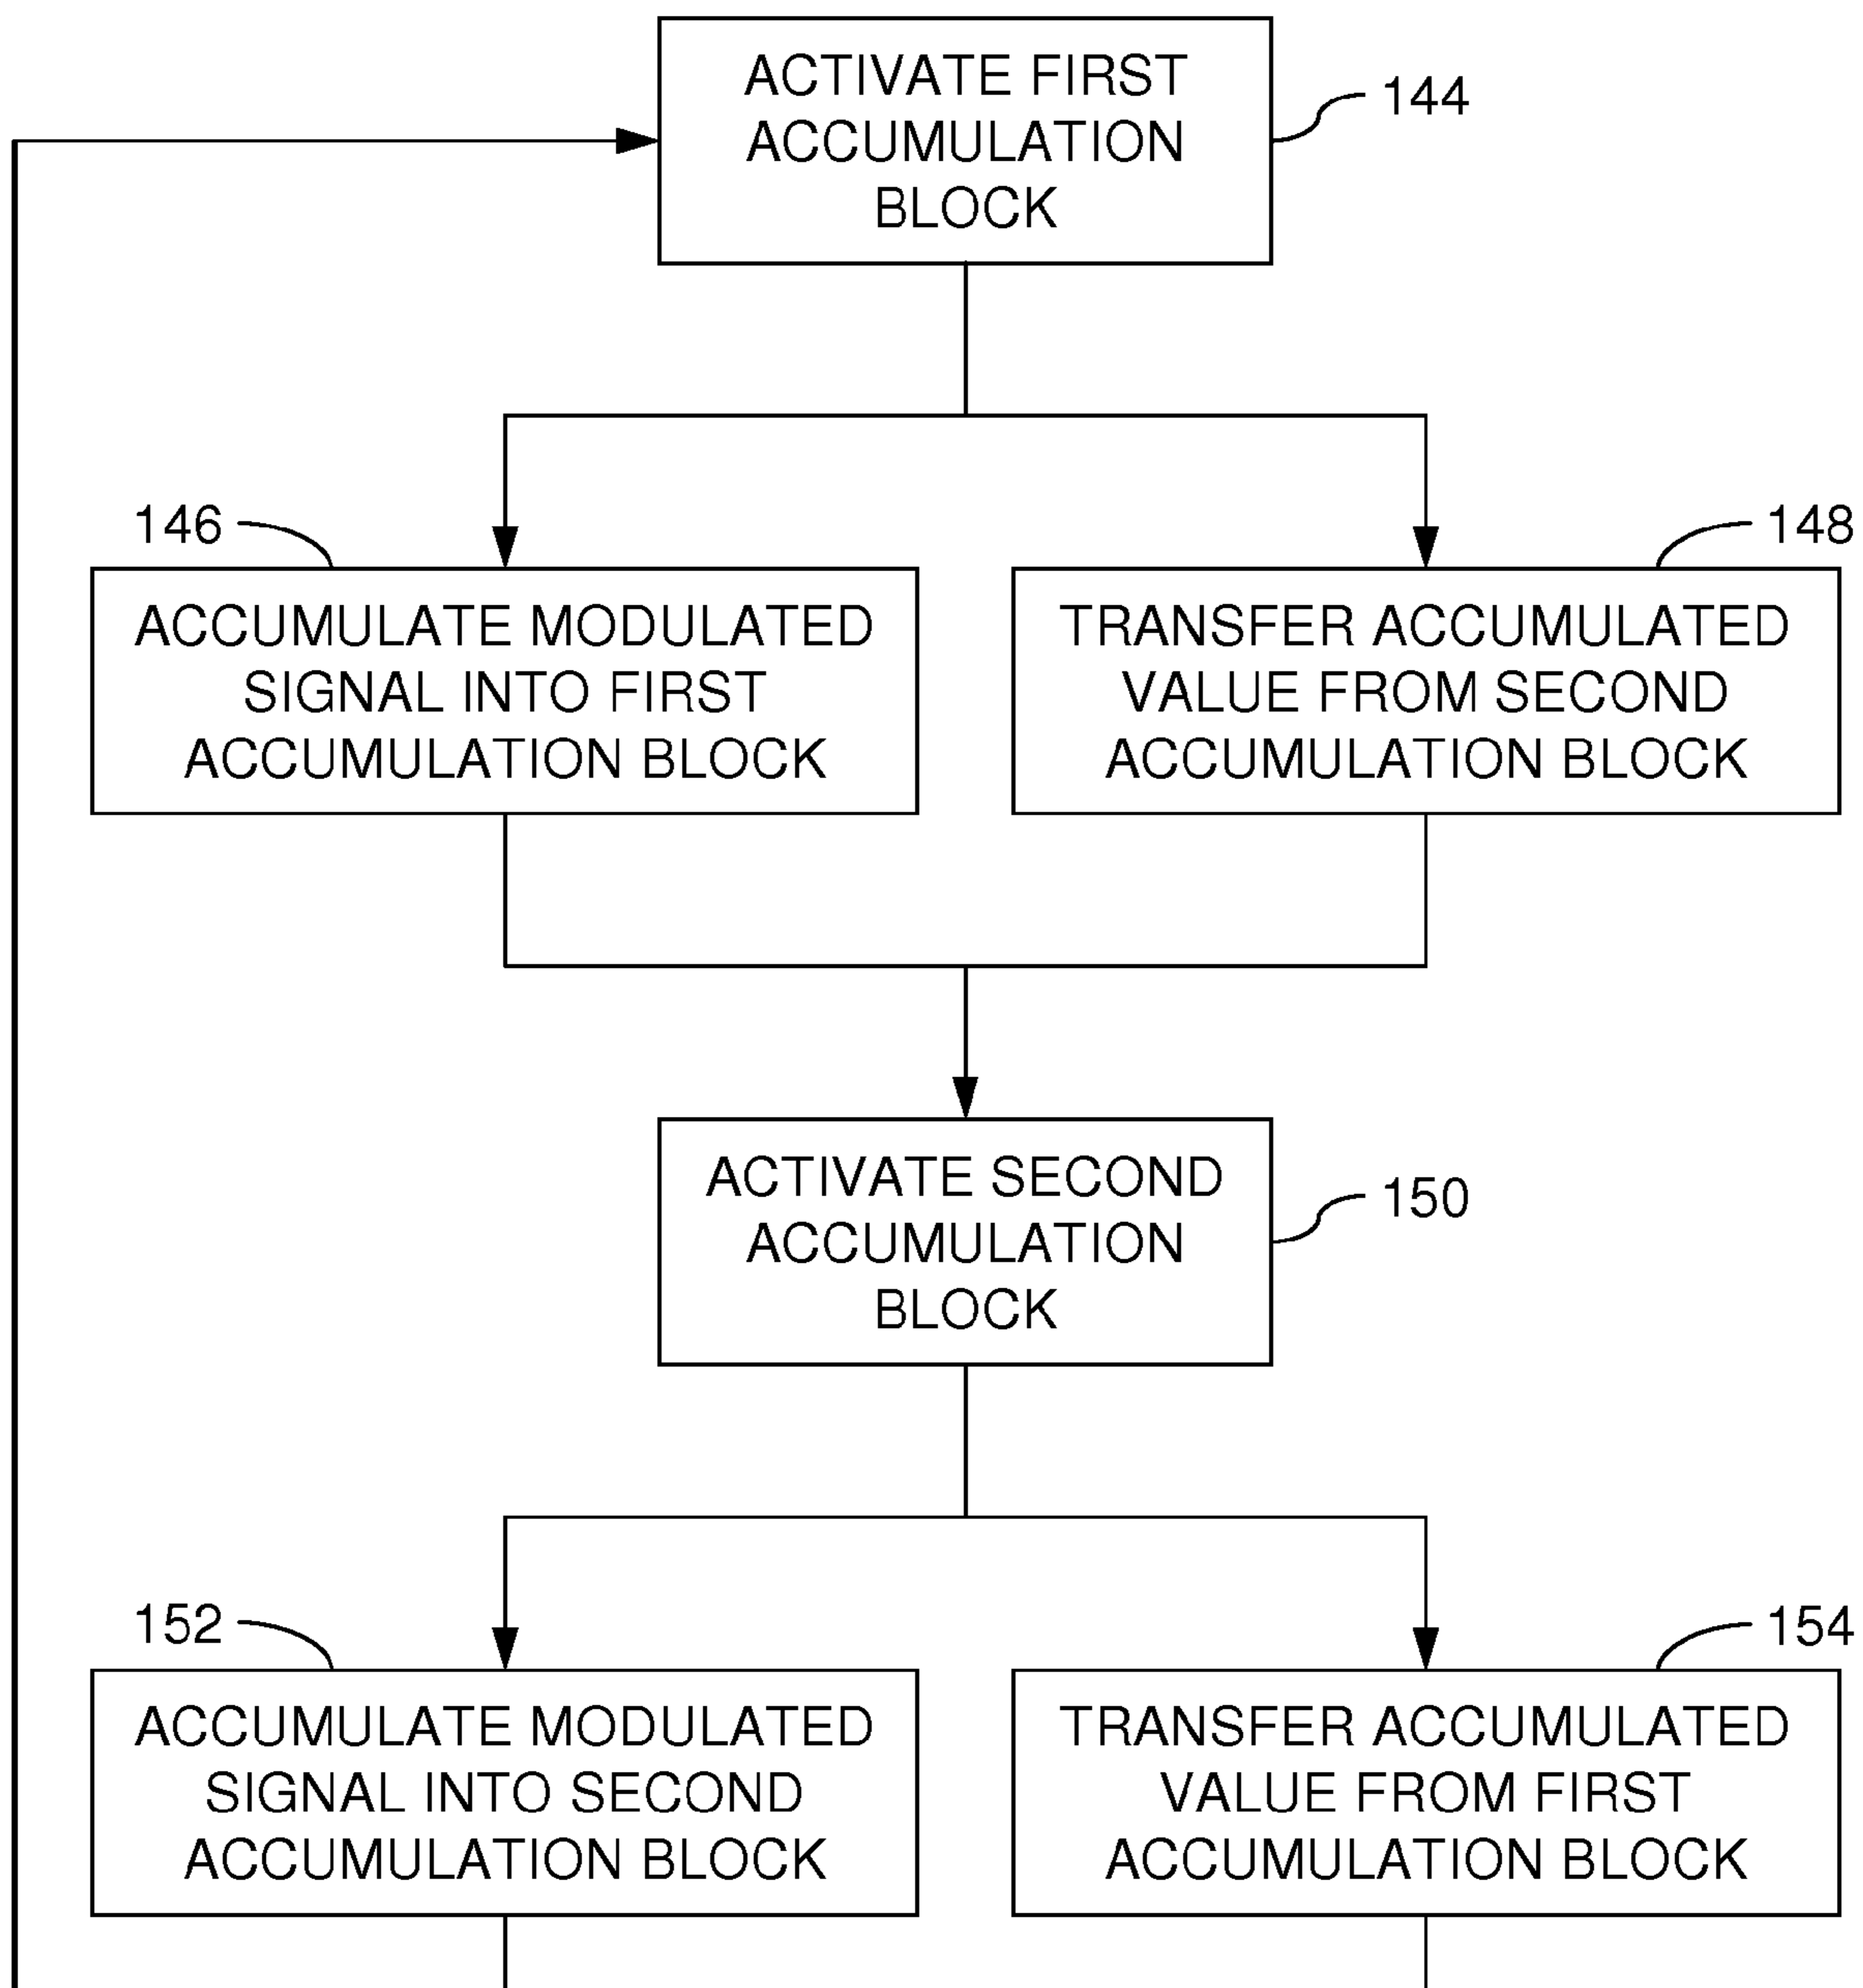 ACTIVATE FIRST
ACCUMULATION
BLOCK
144
146
148
ACCUMULATE MODULATED
SIGNAL INTO FIRST
ACCUMULATION BLOCK
TRANSFER ACCUMULATED
VALUE FROM SECOND
ACCUMULATION BLOCK
ACTIVATE SECOND
ACCUMULATION
BLOCK
150
152
154
ACCUMULATE MODULATED
SIGNAL INTO SECOND
ACCUMULATION BLOCK
TRANSFER ACCUMULATED
VALUE FROM FIRST
ACCUMULATION BLOCK